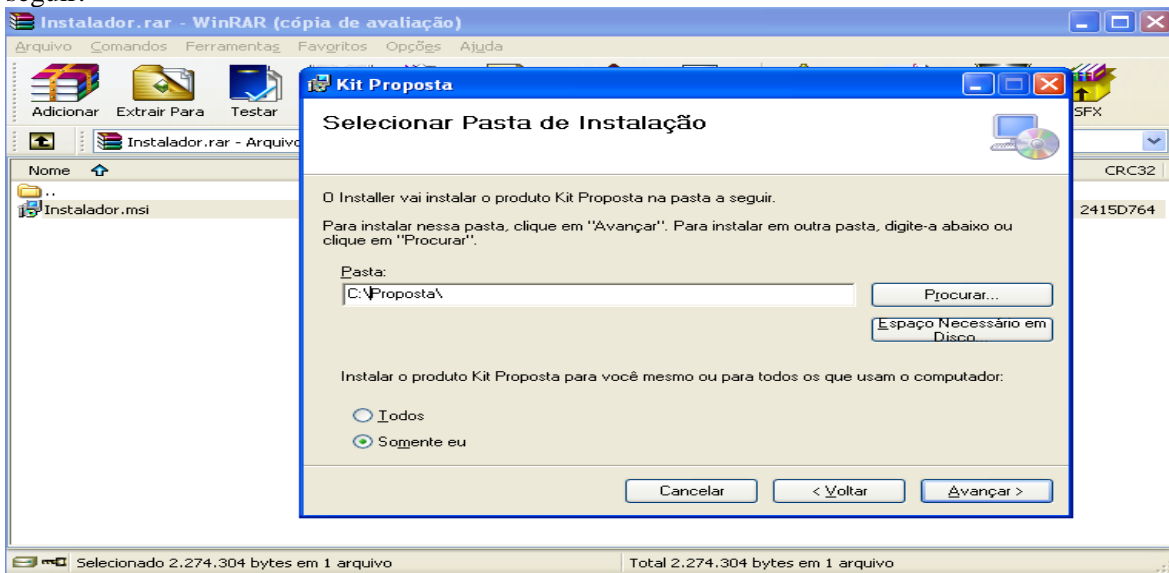 seguir:
Instalador.rar - WinRAR (cópia de avaliação)
Arquivo Comandos Ferramentas Favoritos Opções Ajuda
Adicionar Extrair Para Testar SFX
Instalador.rar - Arquivo
Nome CRC32
..
Instalador.msi 2415D764
Kit Proposta
Selecionar Pasta de Instalação
O Installer vai instalar o produto Kit Proposta na pasta a seguir.
Para instalar nessa pasta, clique em "Avançar". Para instalar em outra pasta, digite-a abaixo ou
clique em "Procurar".
Pasta:
C:\Proposta\
Procurar...
Espaço Necessário em
Disco...
Instalar o produto Kit Proposta para você mesmo ou para todos os que usam o computador:
Todos
Somente eu
Cancelar < Voltar Avançar >
Selecionado 2.274.304 bytes em 1 arquivo Total 2.274.304 bytes em 1 arquivo